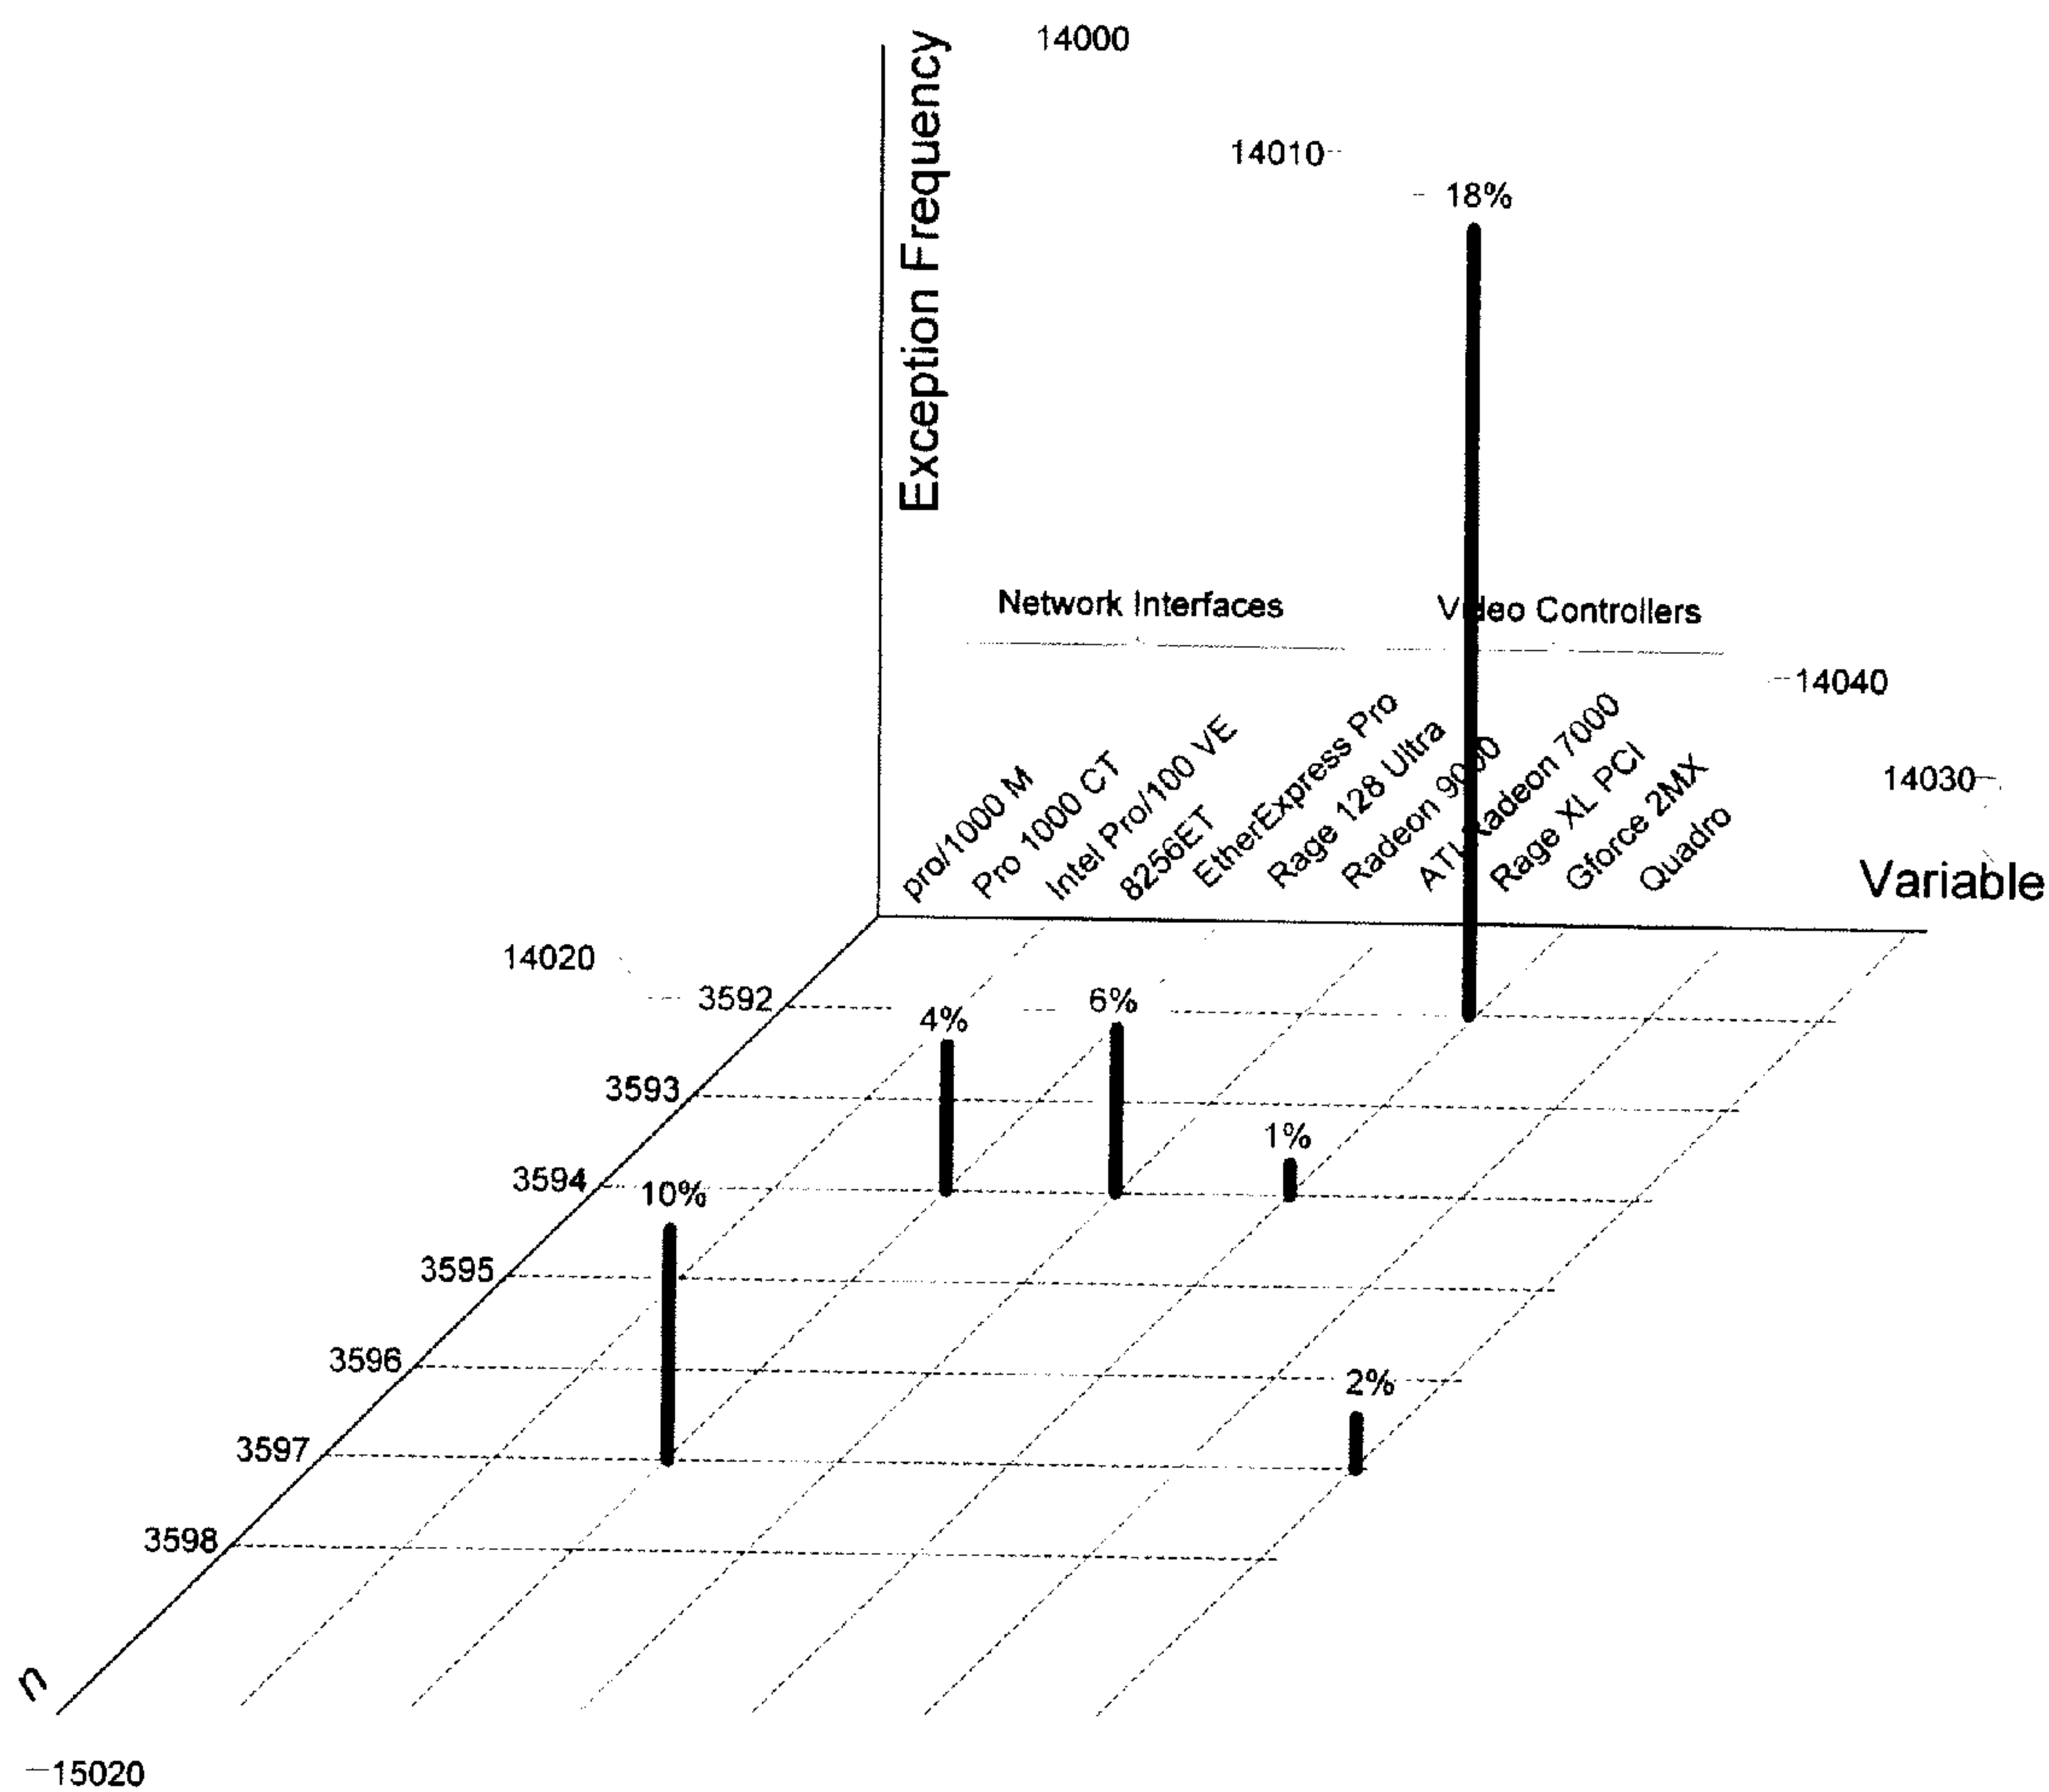 14000
Exception Frequency
14010
18%
Network Interfaces
Video Controllers
14040
pro/1000 M
Pro 1000 CT
Intel Pro/100 VE
8256ET
EtherExpress Pro
Rage 128 Ultra
Radeon 9000
ATI Radeon 7000
Rage XL PCI
Gforce 2MX
Quadro
14030
Variable
14020
3592
4%
6%
3593
1%
3594
10%
3595
3596
2%
3597
3598
n
15020